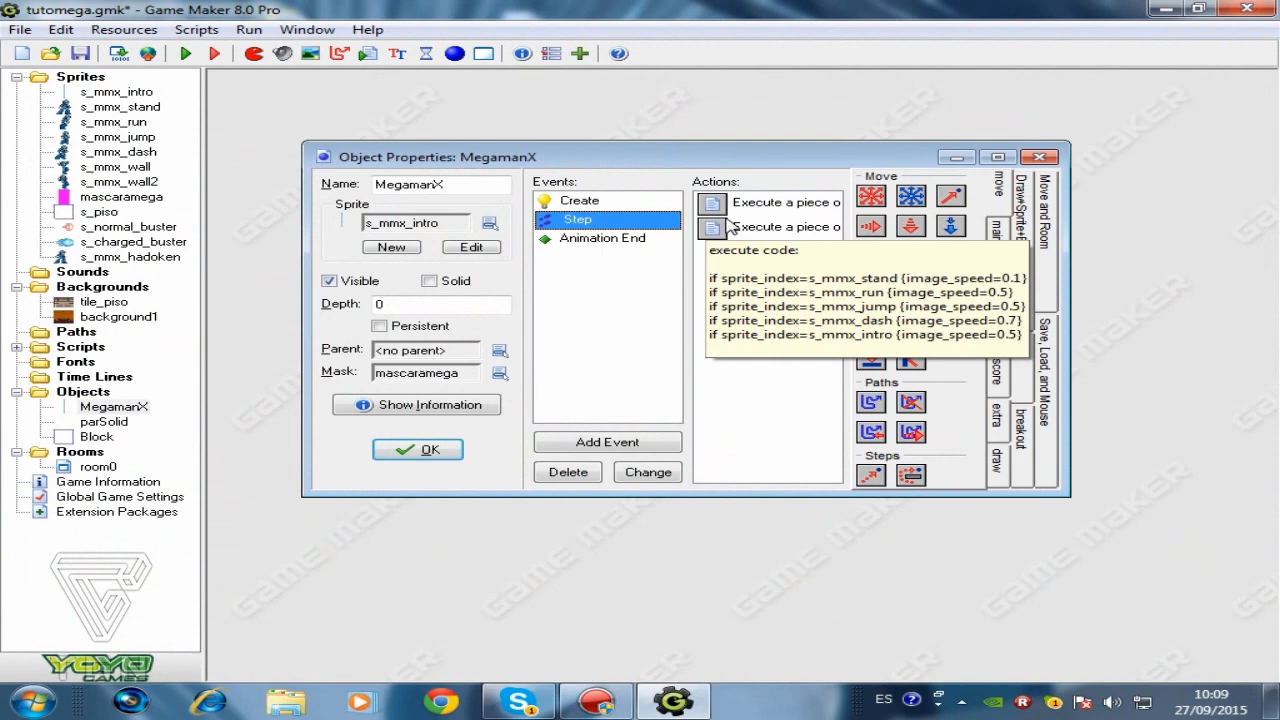 tutomega.gmk* - Game Maker 8.0 Pro
File Edit Resources Scripts Run Window Help
Sprites
s_mmx_intro
s_mmx_stand
s_mmx_run
s_mmx_jump
s_mmx_dash
s_mmx_wall
s_mmx_wall2
mascaramega
s_piso
s_normal_buster
s_charged_buster
s_mmx_hadoken
Sounds
Backgrounds
tile_piso
background1
Paths
Scripts
Fonts
Time Lines
Objects
MegamanX
parSolid
Block
Rooms
room0
Game Information
Global Game Settings
Extension Packages
YOYO
GAMES
Object Properties: MegamanX
Name: MegamanX
Sprite
s_mmx_intro
New Edit
Visible Solid
Depth: 0
Persistent
Parent: <no parent>
Mask: mascaramega
Show Information
OK
Events:
Create
Step
Animation End
Add Event
Delete Change
Actions:
Execute a piece o
Execute a piece o
execute code:
if sprite_index=s_mmx_stand {image_speed=0.1}
if sprite_index=s_mmx_run {image_speed=0.5}
if sprite_index=s_mmx_jump {image_speed=0.5}
if sprite_index=s_mmx_dash {image_speed=0.7}
if sprite_index=s_mmx_intro {image_speed=0.5}
Move
Paths
Steps
move
score
extra
draw
breakout
Move and Room
Save, Load, and Mouse
GAME MAKER
ES
10:09
27/09/2015